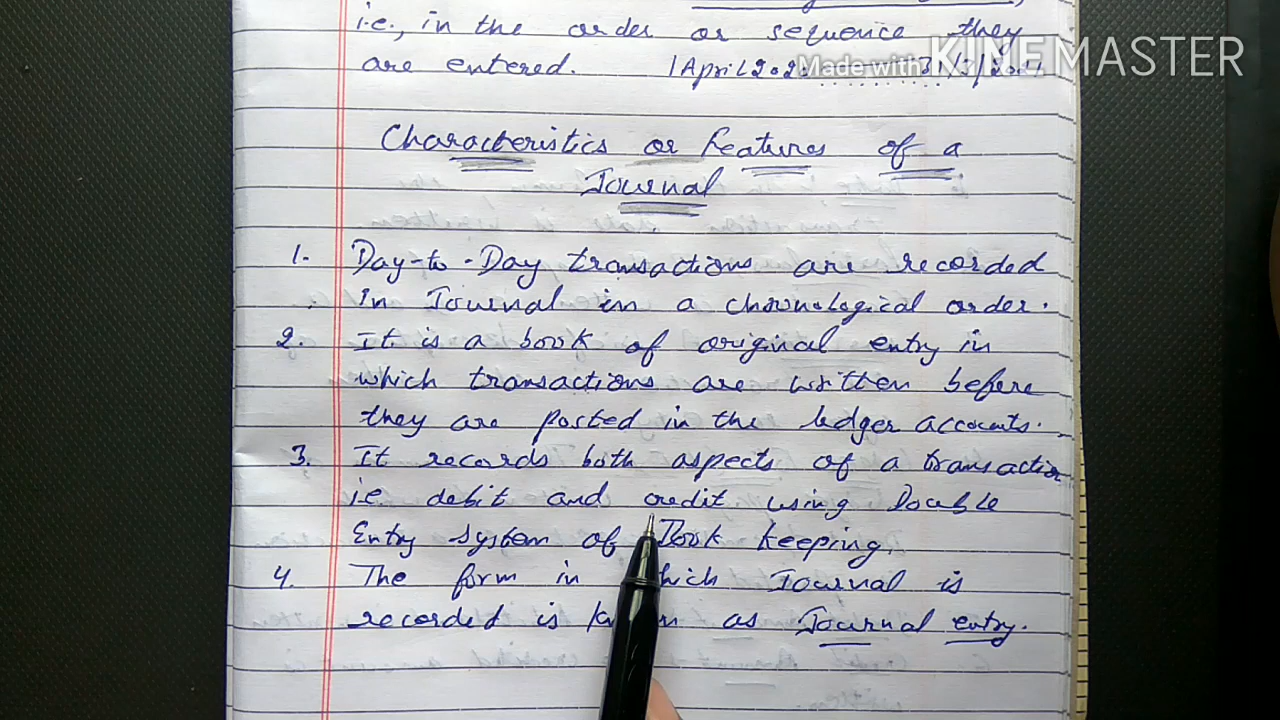 i.e., in the order or sequence they
are entered. 1 April 202
Made with KINEMASTER
Characteristics or Features of a
Journal
1. Day-to-Day transactions are recorded
in Journal in a chronological order.
2. It is a book of original entry in
which transactions are written before
they are posted in the ledger accounts.
3. It records both aspects of a transaction
i.e debit and credit using Double
Entry system of Book keeping.
4. The form in which Journal is
recorded is as Journal entry.